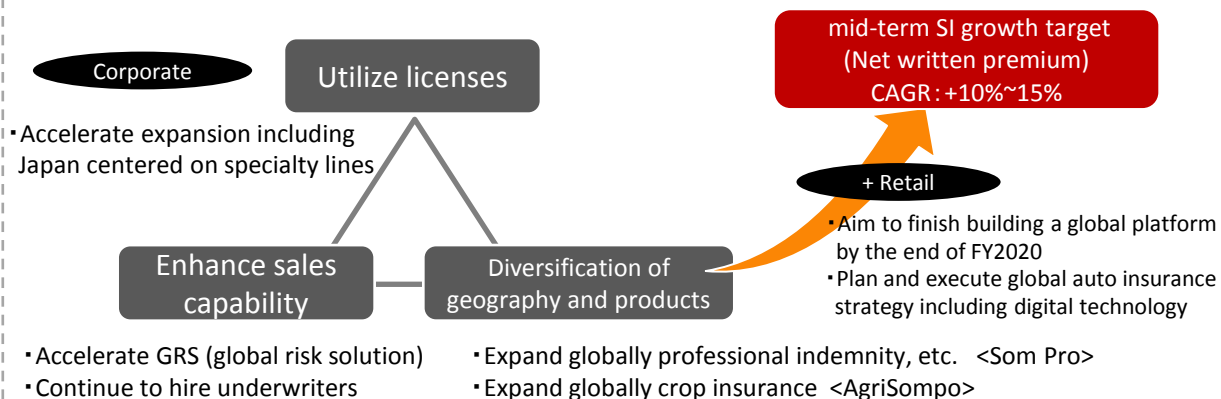 Corporate
Utilize licenses
・Accelerate expansion including
Japan centered on specialty lines
mid-term SI growth target
(Net written premium)
CAGR：+10%~15%
+ Retail
・Aim to finish building a global platform
by the end of FY2020
・Plan and execute global auto insurance
strategy including digital technology
Enhance sales
capability
Diversification of
geography and products
・Accelerate GRS (global risk solution)
・Continue to hire underwriters
・Expand globally professional indemnity, etc. <Som Pro>
・Expand globally crop insurance <AgriSompo>